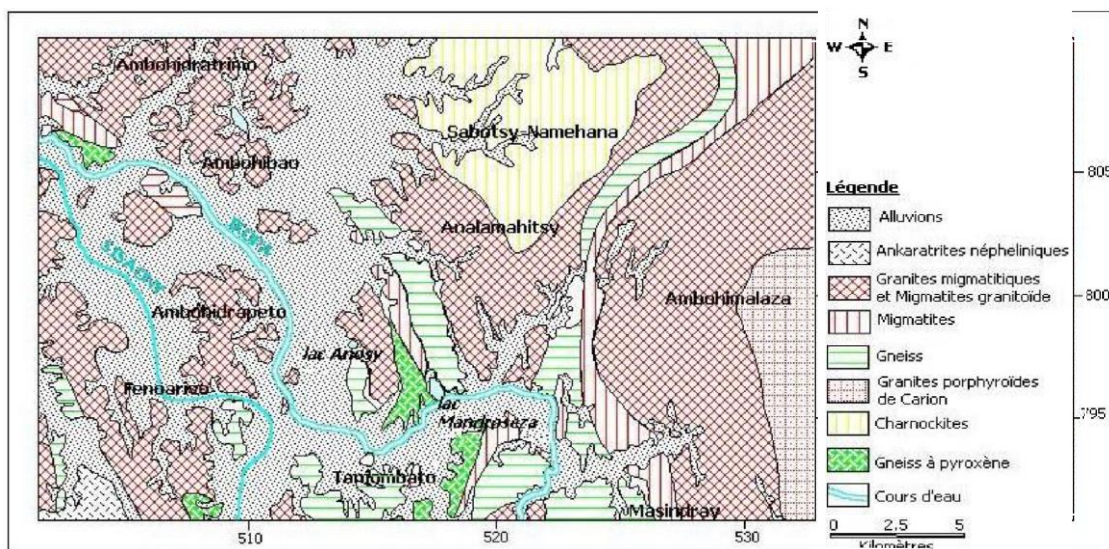 N
W E
S
Ambohidratrimo
Sabotsy-Namehana
Ambohibao
805
Légende
Alluvions
Analamahitsy
Ankaratrites népheliniques
Granites migmatitiques
et Migmatites granitoïde
800
Ambohimalaza
Ambohidrapeto
Migmatites
lac Anosy
Gneiss
Fenoarivo
Granites porphyroïdes
de Carion
lac
795
Charnockites
Gneiss à pyroxène
Tanjombato
Cours d'eau
Masindray
0 2.5 5
Kilomètres
510 520 530